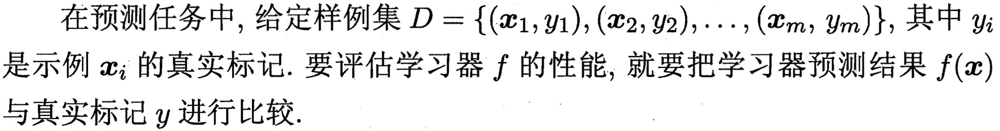 在预测任务中, 给定样例集 $D = \{(\boldsymbol{x}_1, y_1), (\boldsymbol{x}_2, y_2), \ldots, (\boldsymbol{x}_m, y_m)\}$, 其中 $y_i$
是示例 $\boldsymbol{x}_i$ 的真实标记. 要评估学习器 $f$ 的性能, 就要把学习器预测结果 $f(\boldsymbol{x})$
与真实标记 $y$ 进行比较.